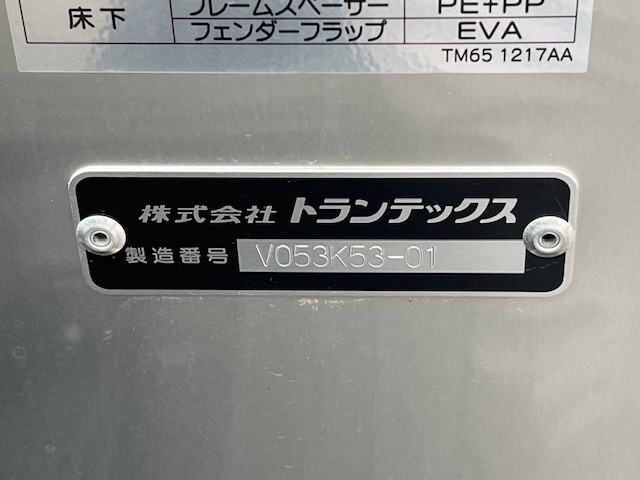 床下
フレームスペーサー PE+PP
フェンダーフラップ EVA
TM65 1217AA
株式会社 トランテックス
製造番号 V053K53-01